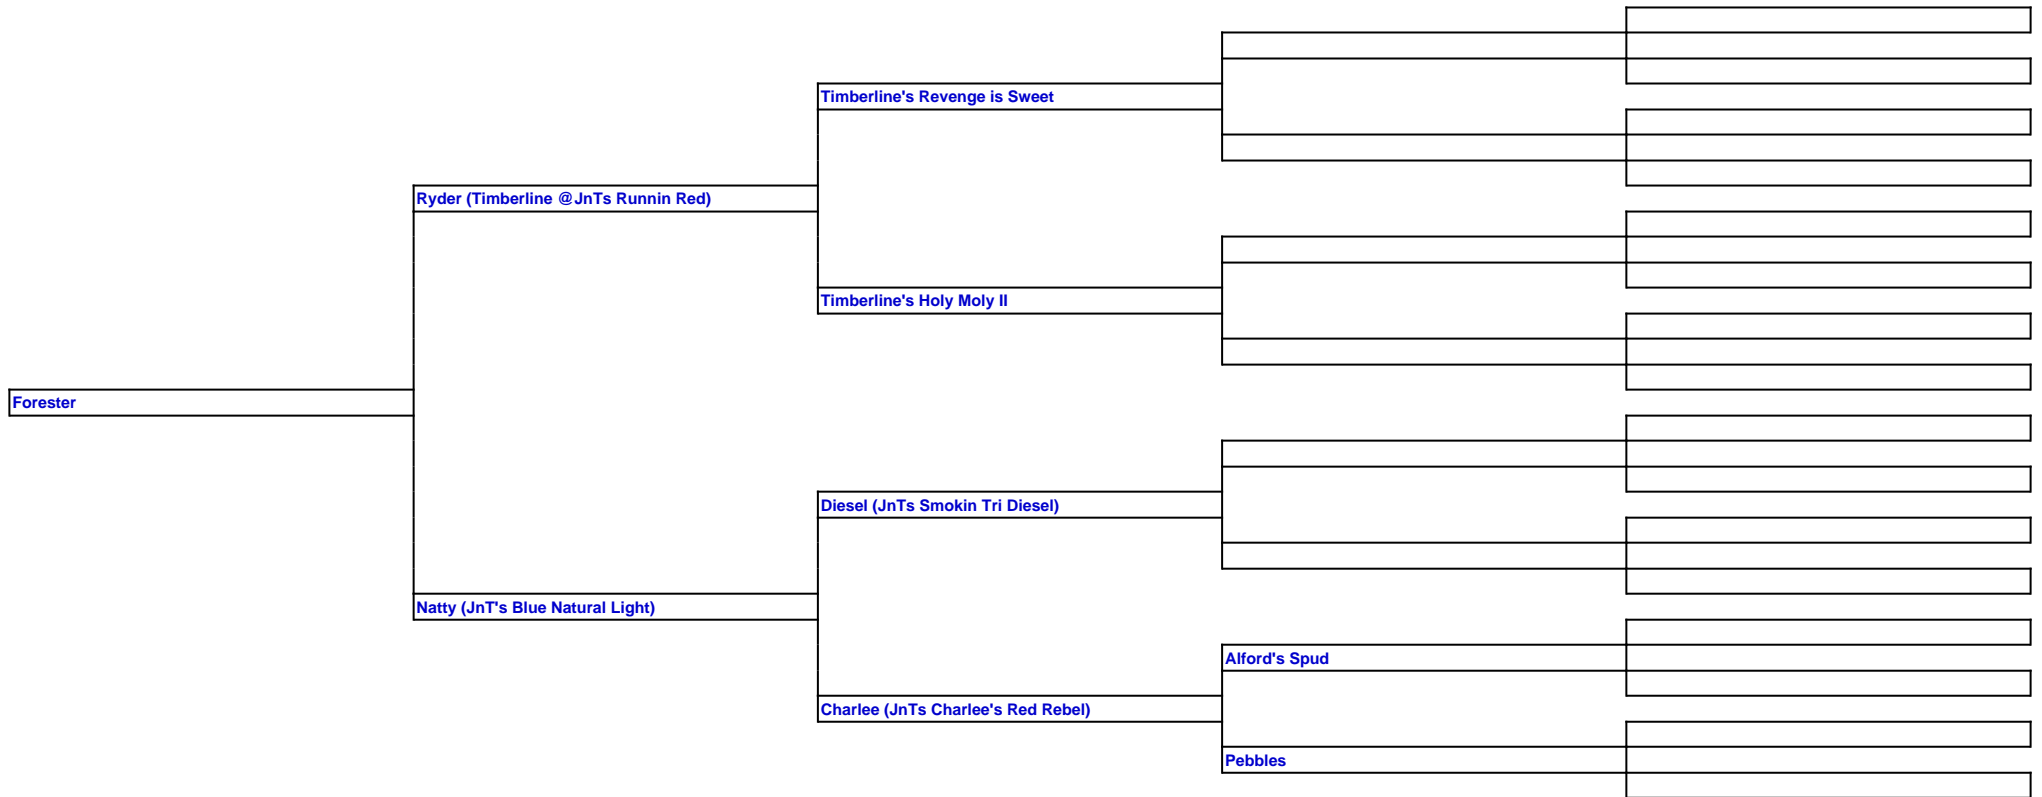 Timberline's Revenge is Sweet
Ryder (Timberline @JnTs Runnin Red)
Timberline's Holy Moly II
Forester
Diesel (JnTs Smokin Tri Diesel)
Natty (JnT's Blue Natural Light)
Alford's Spud
Charlee (JnTs Charlee's Red Rebel)
Pebbles